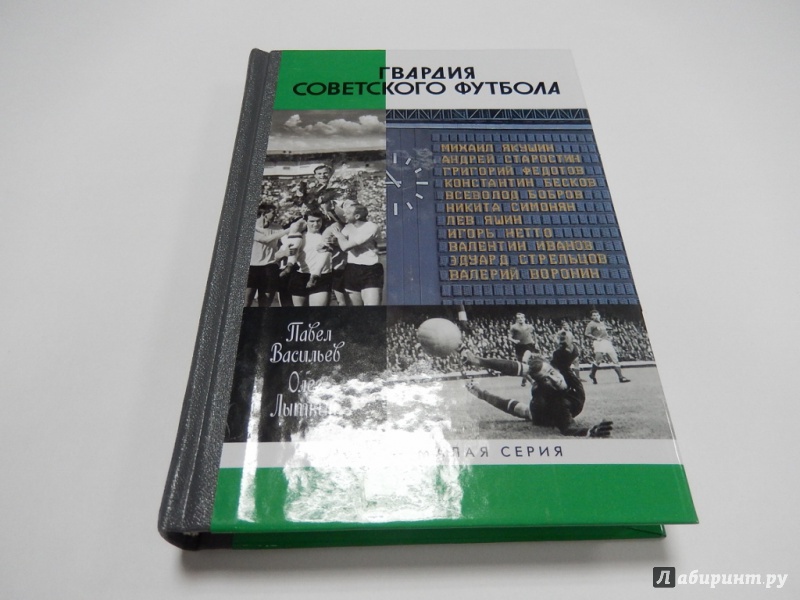 ГВАРДИЯ
СОВЕТСКОГО ФУТБОЛА
МИХАИЛ ЯКУШИН
АНДРЕЙ СТАРОСТИН
ГРИГОРИЙ ФЕДОТОВ
КОНСТАНТИН БЕСКОВ
ВСЕВОЛОД БОБРОВ
НИКИТА СИМОНЯН
ЛЕВ ЯШИН
ИГОРЬ НЕТТО
ВАЛЕНТИН ИВАНОВ
ЭДУАРД СТРЕЛЬЦОВ
ВАЛЕРИЙ ВОРОНИН
Павел
Васильев
СЕРИЯ
Лабиринт.ру